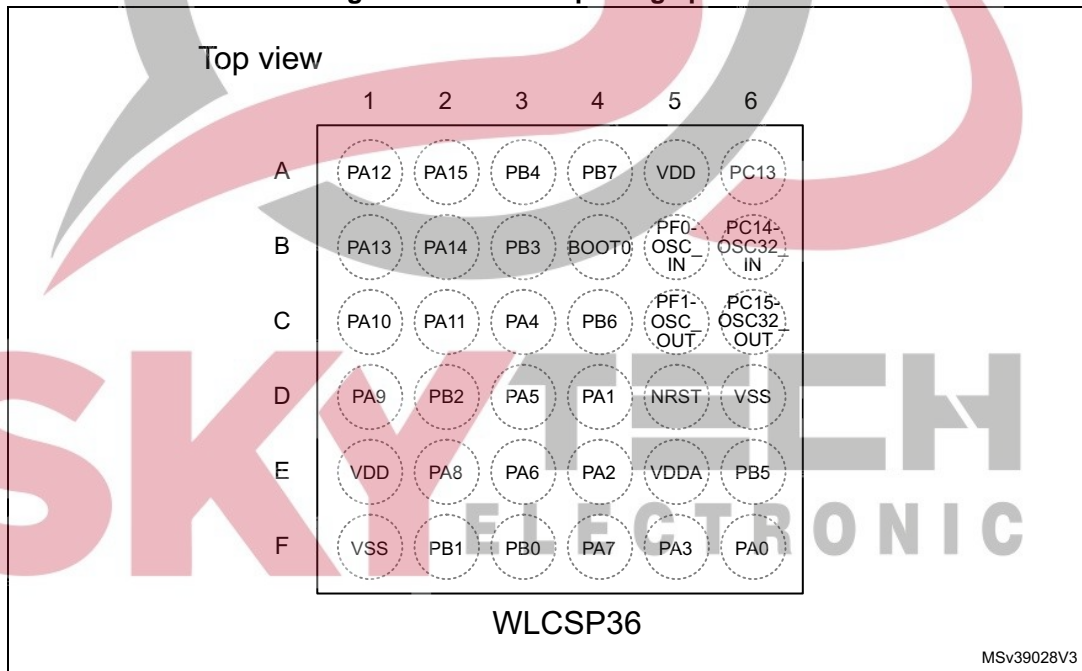 Top view
1 2 3 4 5 6
A PA12 PA15 PB4 PB7 VDD PC13
B PA13 PA14 PB3 BOOT0 PF0-OSC_IN PC14-OSC32_IN
C PA10 PA11 PA4 PB6 PF1-OSC_OUT PC15-OSC32_OUT
D PA9 PB2 PA5 PA1 NRST VSS
E VDD PA8 PA6 PA2 VDDA PB5
F VSS PB1 PB0 PA7 PA3 PA0
WLCSP36
MSv39028V3
SKYTECH
ELECTRONIC